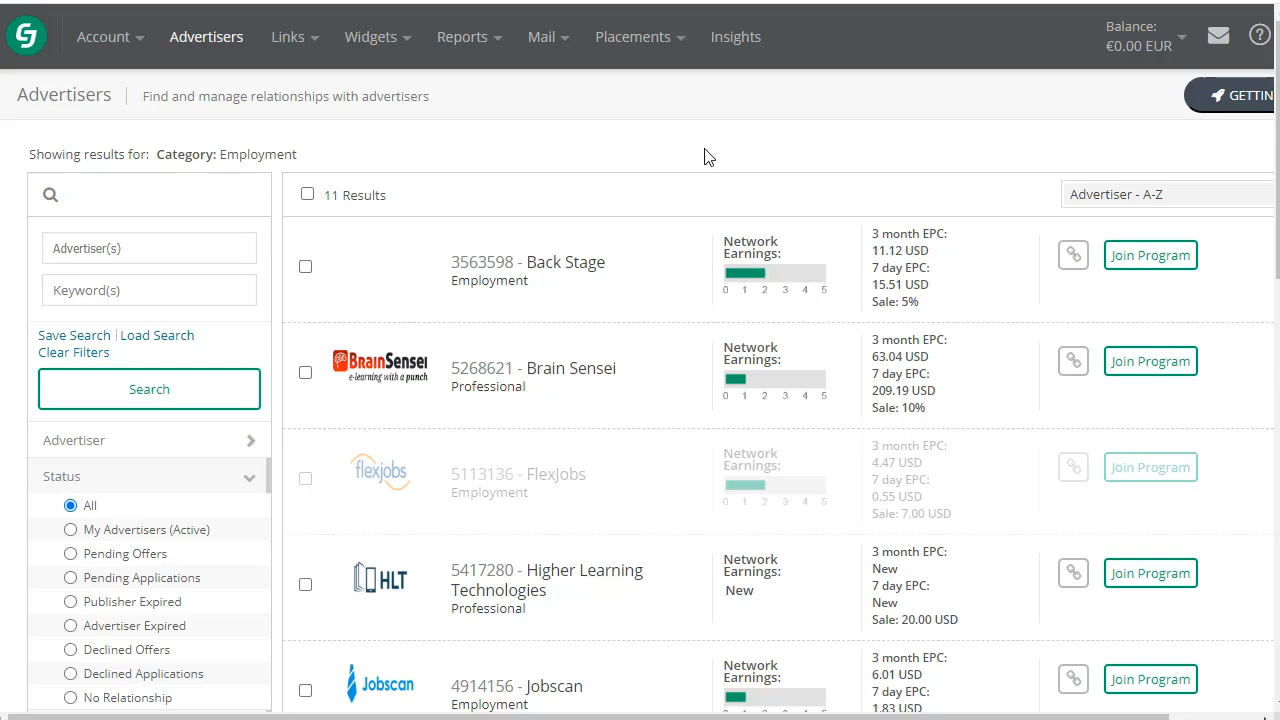 Account
Advertisers
Links
Widgets
Reports
Mail
Placements
Insights
Balance:
€0.00 EUR
Advertisers
Find and manage relationships with advertisers
GETTIN
Showing results for: Category: Employment
11 Results
Advertiser - A-Z
Advertiser(s)
Keyword(s)
Save Search | Load Search
Clear Filters
Search
Advertiser
Status
All
My Advertisers (Active)
Pending Offers
Pending Applications
Publisher Expired
Advertiser Expired
Declined Offers
Declined Applications
No Relationship
3563598 - Back Stage
Employment
Network
Earnings:
0 1 2 3 4 5
3 month EPC:
11.12 USD
7 day EPC:
15.51 USD
Sale: 5%
Join Program
BrainSensei
e-learning with a punch
5268621 - Brain Sensei
Professional
Network
Earnings:
0 1 2 3 4 5
3 month EPC:
63.04 USD
7 day EPC:
209.19 USD
Sale: 10%
Join Program
flexjobs
5113136 - FlexJobs
Employment
Network
Earnings:
0 1 2 3 4 5
3 month EPC:
4.47 USD
7 day EPC:
0.55 USD
Sale: 7.00 USD
Join Program
HLT
5417280 - Higher Learning
Technologies
Professional
Network
Earnings:
New
3 month EPC:
New
7 day EPC:
New
Sale: 20.00 USD
Join Program
Jobscan
4914156 - Jobscan
Employment
Network
Earnings:
3 month EPC:
6.01 USD
7 day EPC:
1.83 USD
Join Program